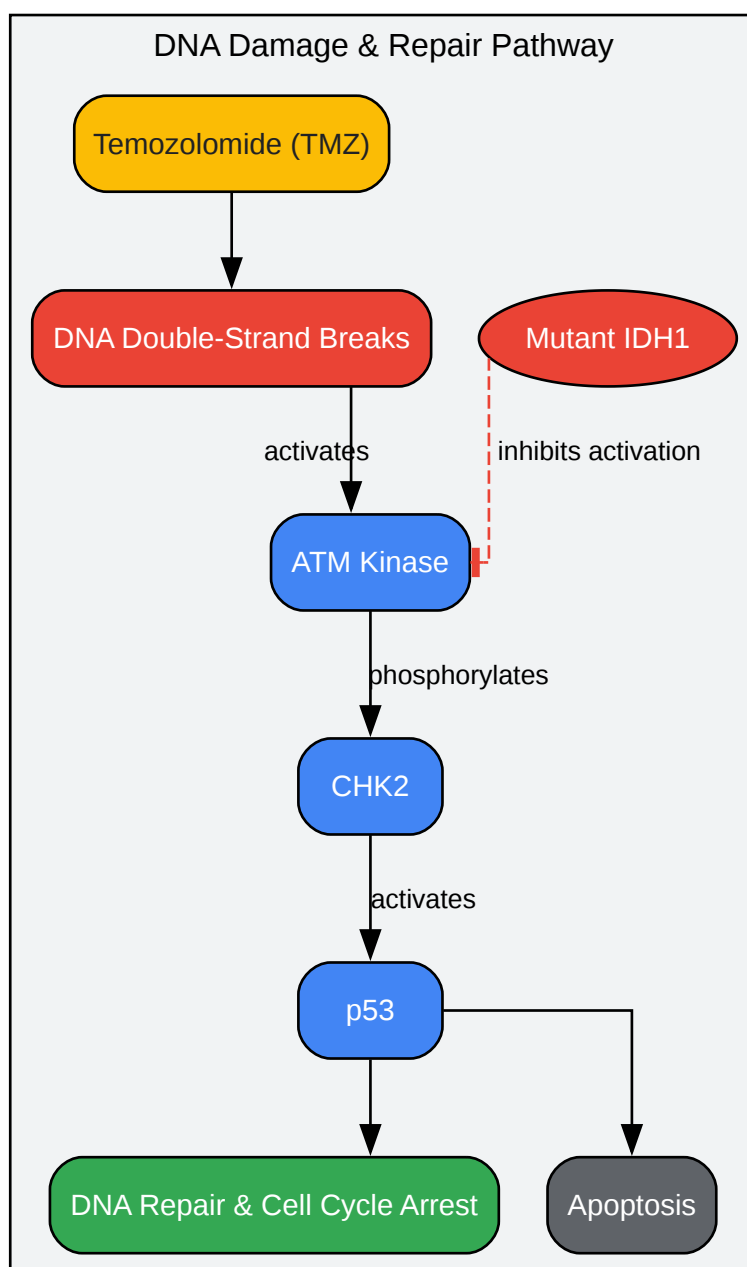 DNA Damage & Repair Pathway
Temozolomide (TMZ)
DNA Double-Strand Breaks
Mutant IDH1
activates
inhibits activation
ATM Kinase
phosphorylates
CHK2
activates
p53
DNA Repair & Cell Cycle Arrest
Apoptosis